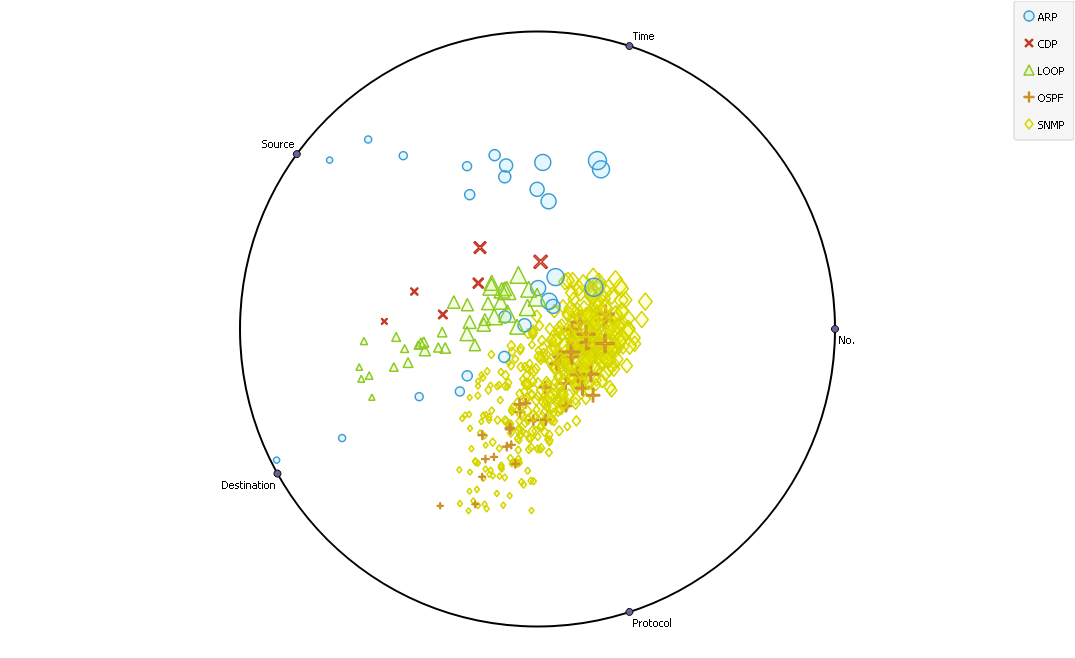 ARP
CDP
LOOP
OSPF
SNMP
Time
Source
No.
Destination
Protocol